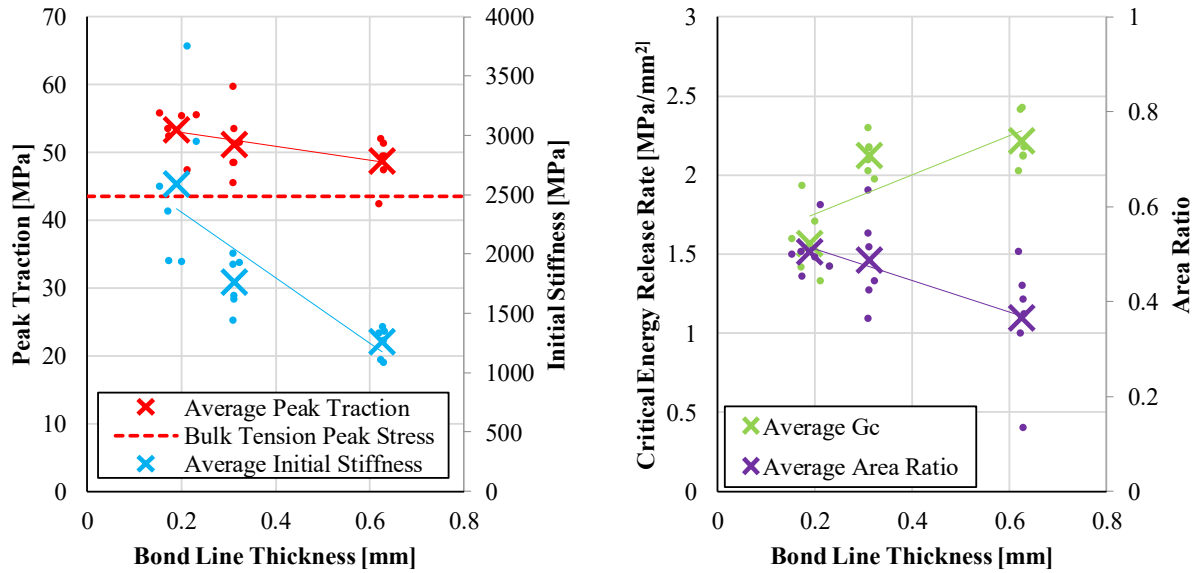 70
60
50
40
30
20
10
0
Peak Traction [MPa]
4000
3500
3000
2500
2000
1500
1000
500
0
Initial Stiffness [MPa]
Average Peak Traction
Bulk Tension Peak Stress
Average Initial Stiffness
0 0.2 0.4 0.6 0.8
Bond Line Thickness [mm]
3
2.5
2
1.5
1
0.5
0
Critical Energy Release Rate [MPa/mm²]
1
0.8
0.6
0.4
0.2
0
Area Ratio
Average Gc
Average Area Ratio
0 0.2 0.4 0.6 0.8
Bond Line Thickness [mm]